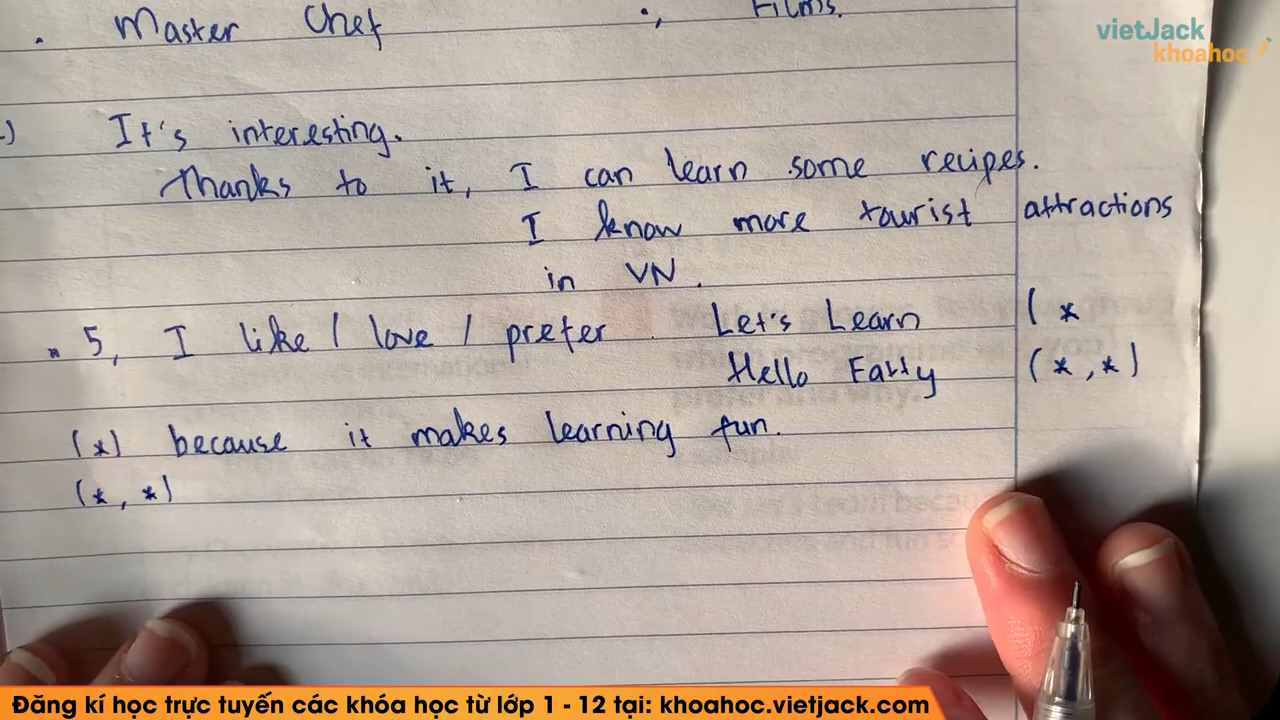 vietJack
khoahoc
. Master Chef ., Films.
It's interesting.
Thanks to it, I can learn some recipes.
I know more tourist attractions
in VN.
5, I like / love / prefer Let's Learn ( *
Hello Fatty (*,*)
(*) because it makes learning fun.
(*,*)
Đăng kí học trực tuyến các khóa học từ lớp 1 - 12 tại: khoahoc.vietjack.com